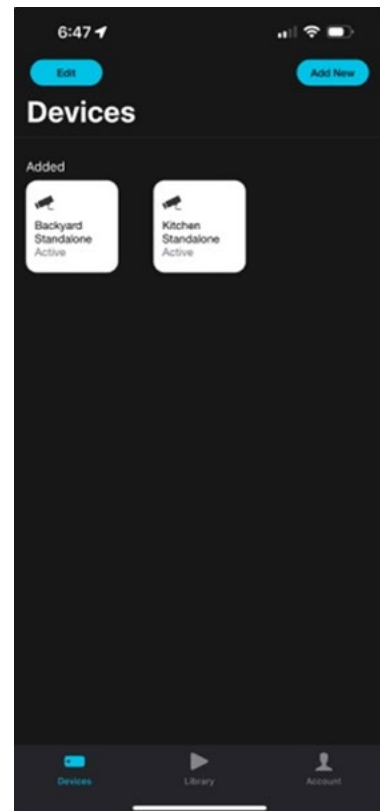 6:47
Edit
Add New
Devices
Added
Backyard
Standalone
Active
Kitchen
Standalone
Active
Devices
Library
Account